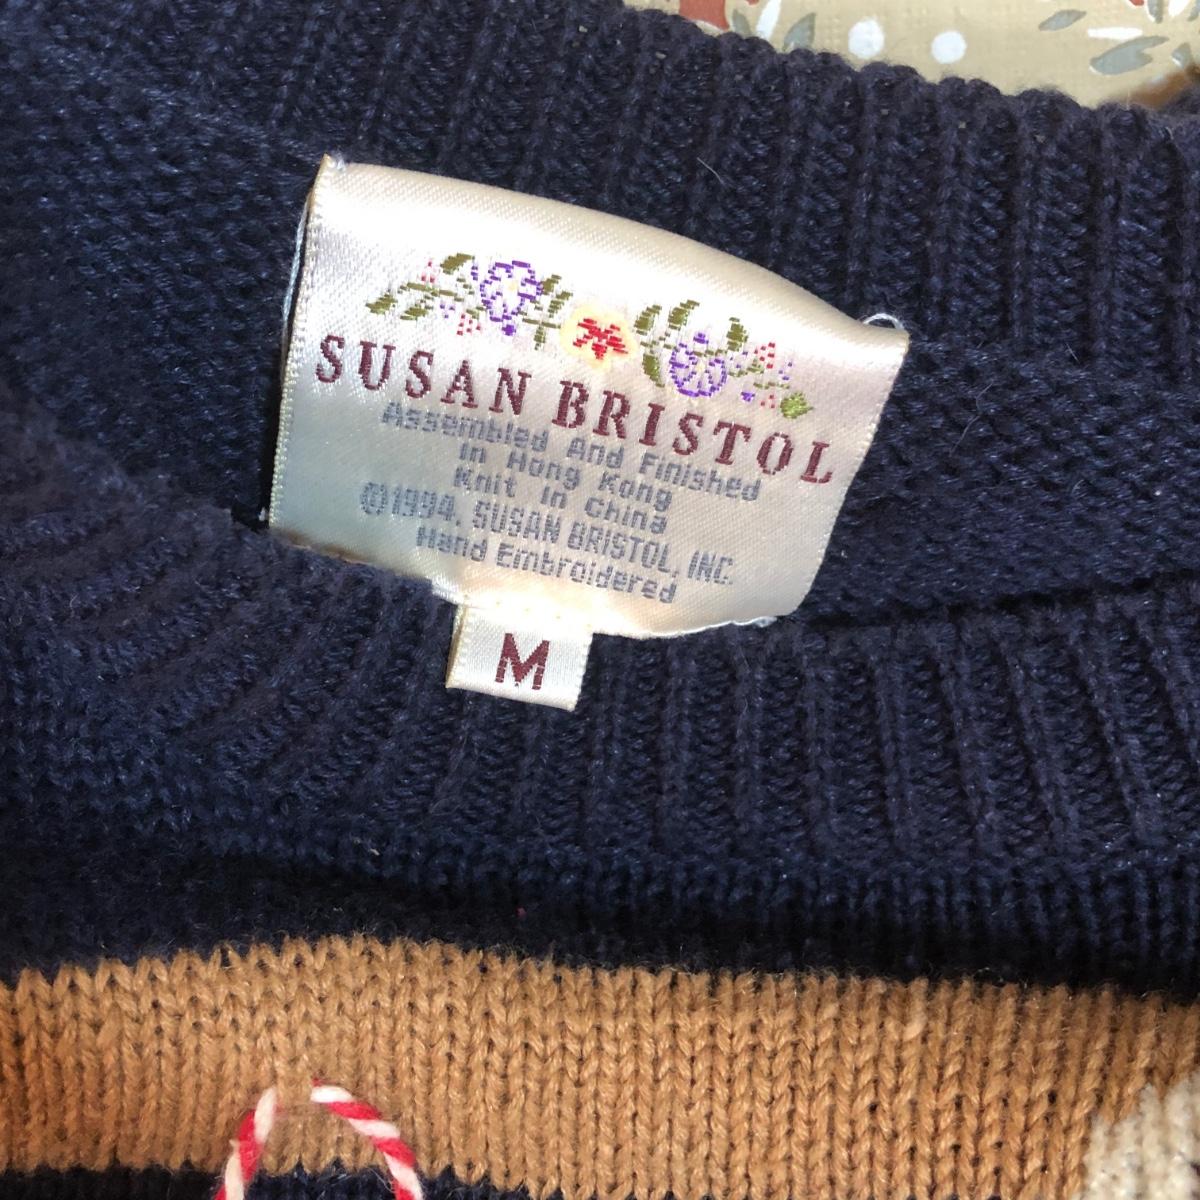 SUSAN BRISTOL
Assembled And Finished
In Hong Kong
Knit in China
©1994. SUSAN BRISTOL, INC.
Hand Embroidered
M